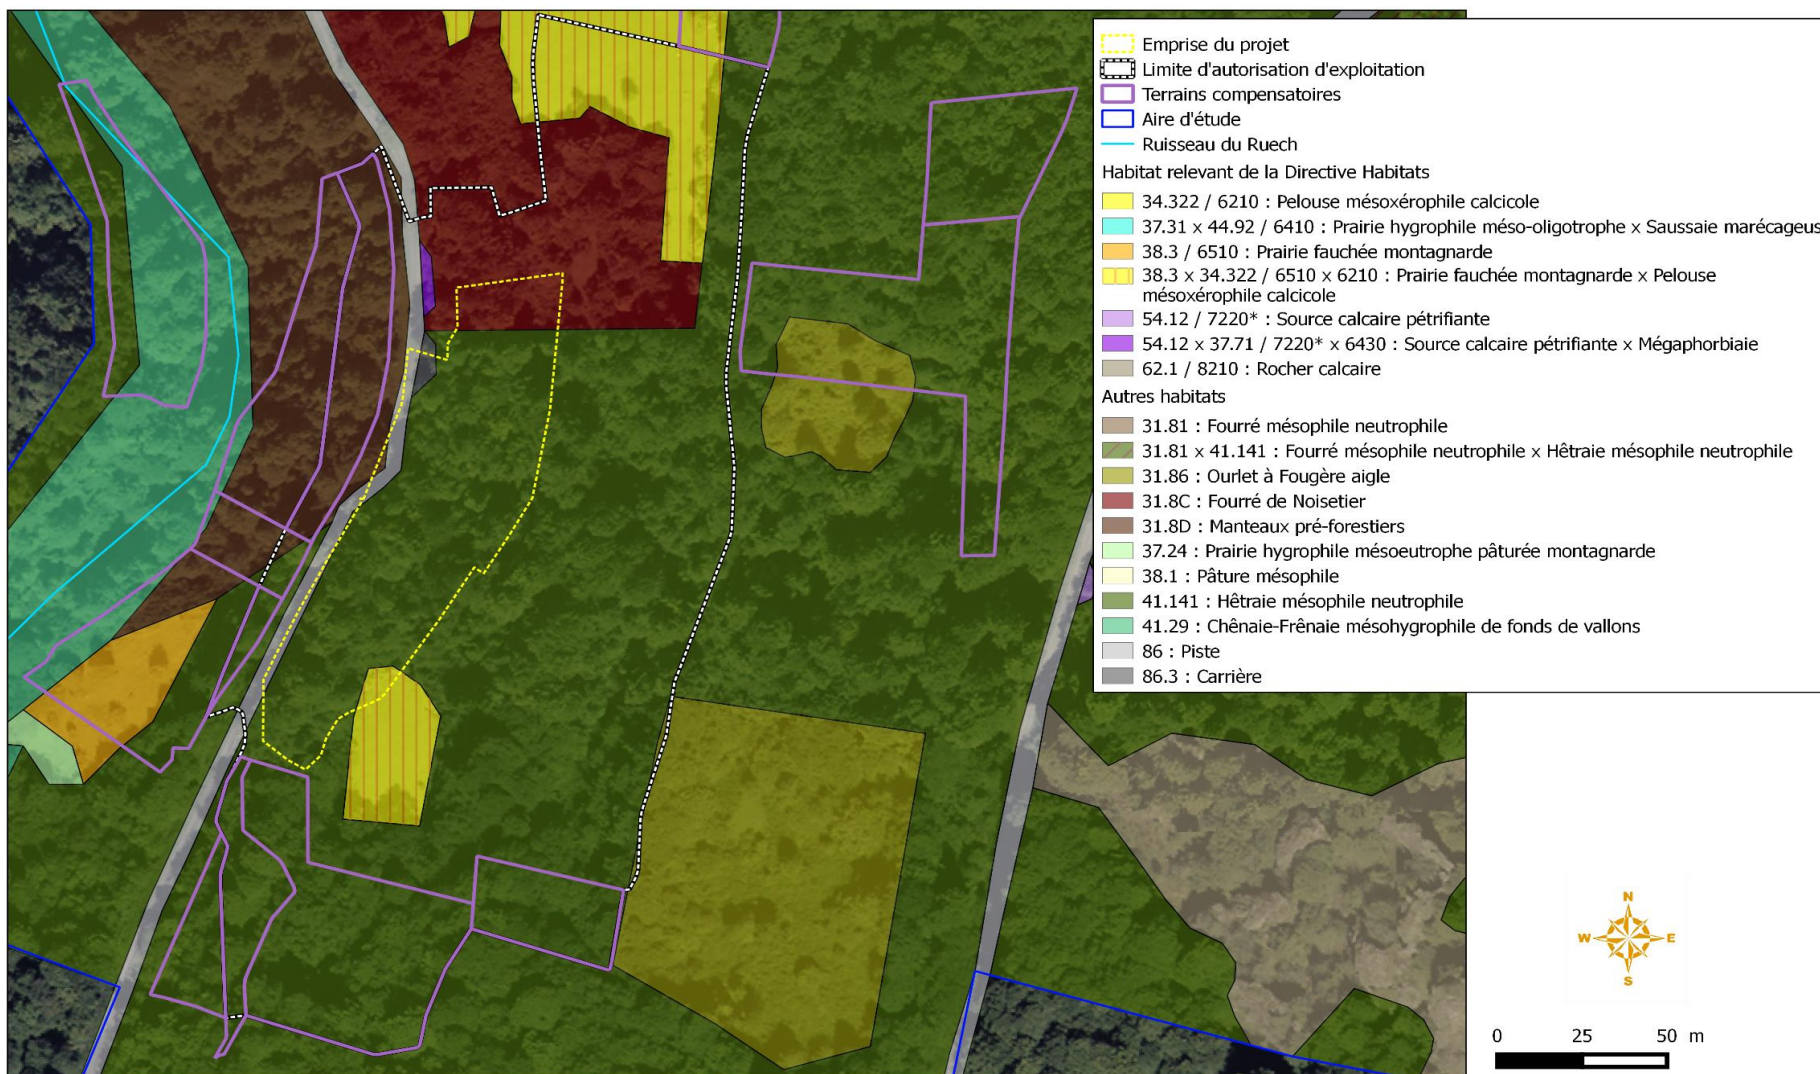 Emprise du projet
Limite d'autorisation d'exploitation
Terrains compensatoires
Aire d'étude
Ruisseau du Ruech
Habitat relevant de la Directive Habitats
34.322 / 6210 : Pelouse mésoxérophile calcicole
37.31 x 44.92 / 6410 : Prairie hygrophile méso-oligotrophe x Saussaie marécageus
38.3 / 6510 : Prairie fauchée montagnarde
38.3 x 34.322 / 6510 x 6210 : Prairie fauchée montagnarde x Pelouse
mésoxérophile calcicole
54.12 / 7220* : Source calcaire pétrifiante
54.12 x 37.71 / 7220* x 6430 : Source calcaire pétrifiante x Mégaphorbiaie
62.1 / 8210 : Rocher calcaire
Autres habitats
31.81 : Fourré mésophile neutrophile
31.81 x 41.141 : Fourré mésophile neutrophile x Hêtraie mésophile neutrophile
31.86 : Ourlet à Fougère aigle
31.8C : Fourré de Noisetier
31.8D : Manteaux pré-forestiers
37.24 : Prairie hygrophile mésoeutrophe pâturée montagnarde
38.1 : Pâture mésophile
41.141 : Hêtraie mésophile neutrophile
41.29 : Chênaie-Frênaie mésohygrophile de fonds de vallons
86 : Piste
86.3 : Carrière
N
W E
S
0 25 50 m